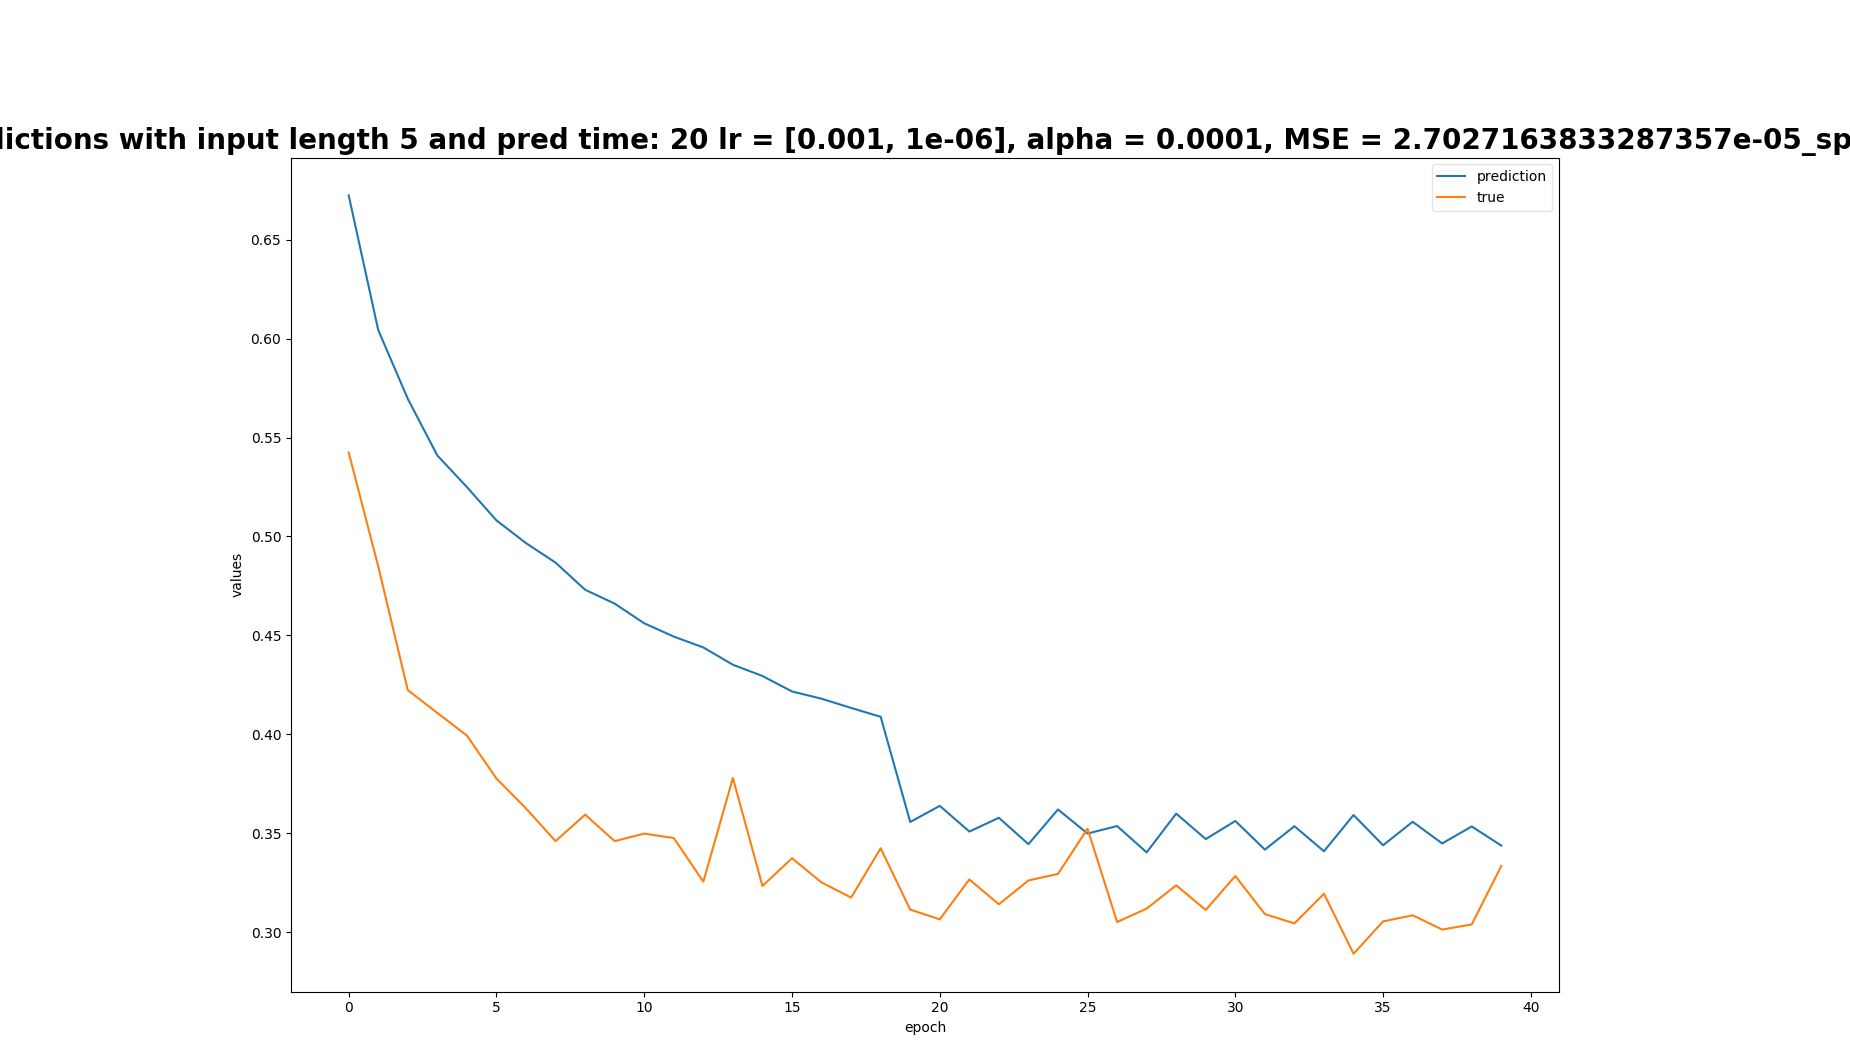 dictions with input length 5 and pred time: 20 lr = [0.001, 1e-06], alpha = 0.0001, MSE = 2.7027163833287357e-05_sp
prediction
true
0.65
0.60
0.55
0.50
0.45
0.40
0.35
0.30
values
0 5 10 15 20 25 30 35 40
epoch